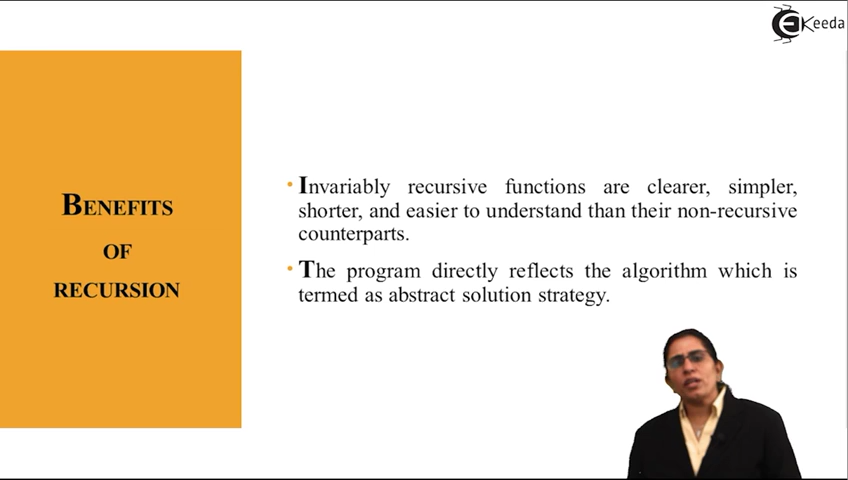 EKeeda
BENEFITS
OF
RECURSION
• Invariably recursive functions are clearer, simpler,
shorter, and easier to understand than their non-recursive
counterparts.
• The program directly reflects the algorithm which is
termed as abstract solution strategy.